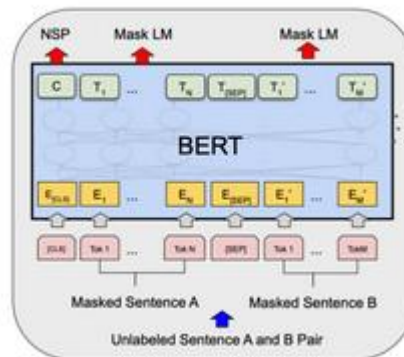 NSP Mask LM Mask LM
C T1 ... TN T[SEP] T1' ... TM'
BERT
E[CLS] E1 ... EN E[SEP] E1' ... EM'
[CLS] Tok 1 ... Tok N [SEP] Tok 1 ... TokM
Masked Sentence A Masked Sentence B
Unlabeled Sentence A and B Pair